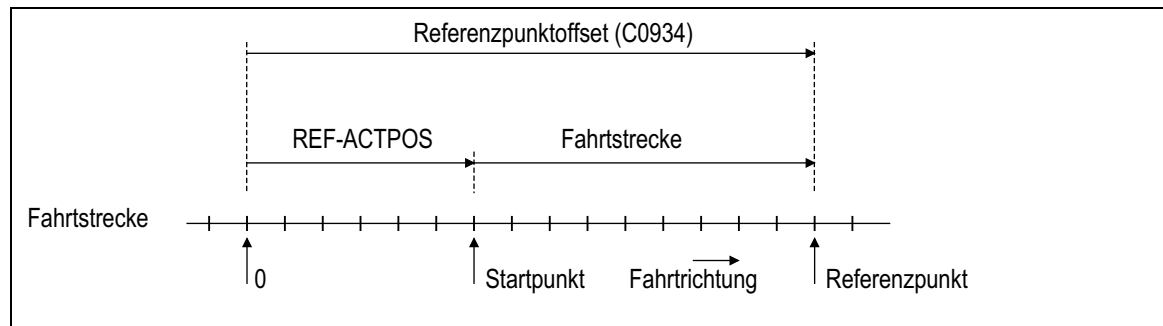 Referenzpunktoffset (C0934)
REF-ACTPOS Fahrtstrecke
Fahrtstrecke
0 Startpunkt Fahrtrichtung Referenzpunkt